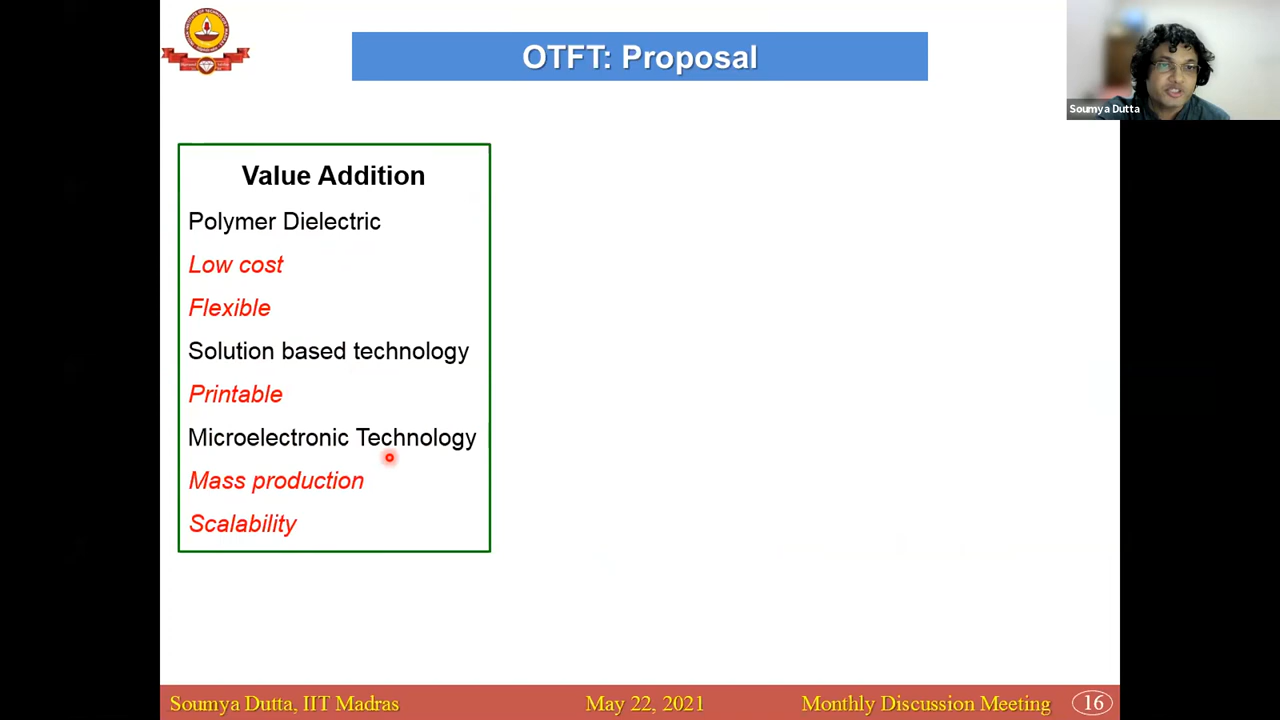 OTFT: Proposal
Soumya Dutta
Value Addition
Polymer Dielectric
Low cost
Flexible
Solution based technology
Printable
Microelectronic Technology
Mass production
Scalability
Soumya Dutta, IIT Madras
May 22, 2021
Monthly Discussion Meeting
16